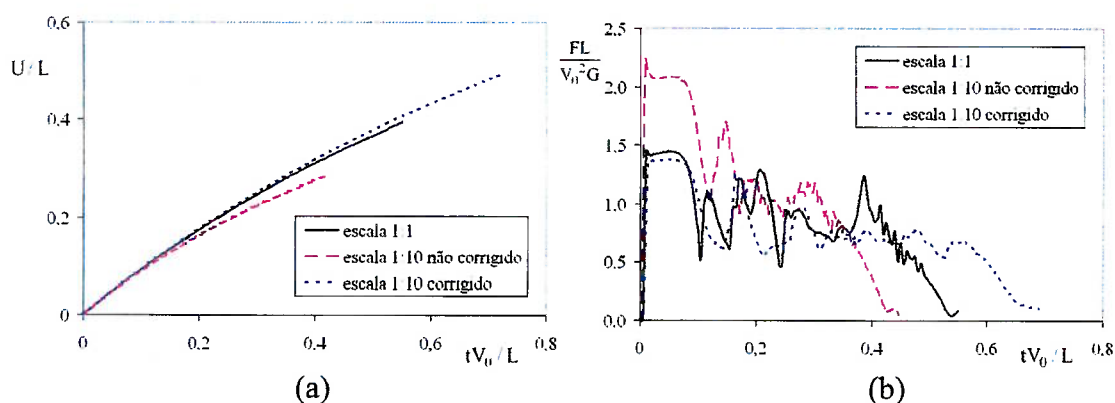 0,6
U/L
0,4
0,2
0
0
0,2
0,4
0,6
0,8
tV₀/L
escala 1:1
escala 1:10 não corrigido
escala 1:10 corrigido
(a)
2.5
FL
V₀²G
2.0
1.5
1.0
0.5
0.0
0
0,2
0,4
0,6
0,8
tV₀/L
escala 1:1
escala 1:10 não corrigido
escala 1:10 corrigido
(b)